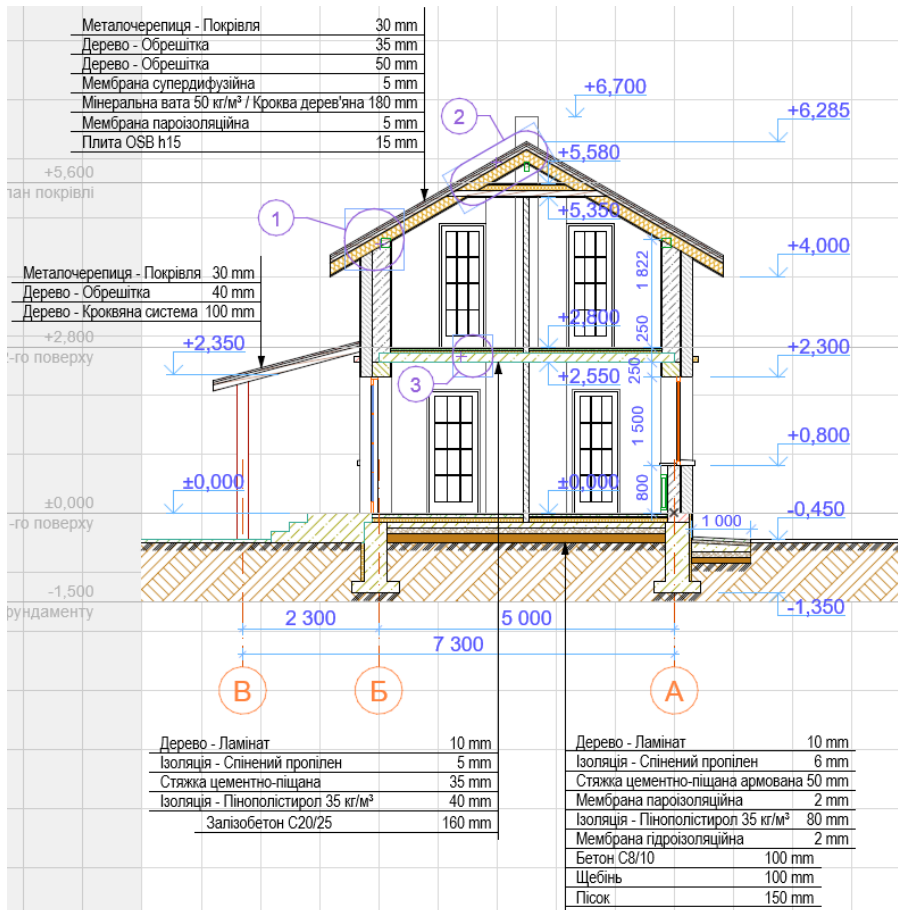 Металочерепиця - Покрівля 30 mm
Дерево - Обрешітка 35 mm
Дерево - Обрешітка 50 mm
Мембрана супердифузійна 5 mm
Мінеральна вата 50 кг/м³ / Кроква дерев'яна 180 mm
Мембрана пароізоляційна 5 mm
Плита OSB h15 15 mm
+6,700
2
+6,285
+5,580
+5,600
лан покрівлі
+5,350
1
+4,000
Металочерепиця - Покрівля 30 mm
Дерево - Обрешітка 40 mm
Дерево - Кроквяна система 100 mm
1 822
+2,800
+2,800
250
2-го поверху
+2,350
+2,300
3
+2,550
250
1 500
+0,800
±0,000
±0,000
±0,000
800
-го поверху
1 000
-0,450
-1,500
фундаменту
-1,350
2 300
5 000
7 300
В
Б
А
Дерево - Ламінат 10 mm
Ізоляція - Спінений пропілен 5 mm
Стяжка цементно-піщана 35 mm
Ізоляція - Пінополістирол 35 кг/м³ 40 mm
Залізобетон С20/25 160 mm
Дерево - Ламінат 10 mm
Ізоляція - Спінений пропілен 6 mm
Стяжка цементно-піщана армована 50 mm
Мембрана пароізоляційна 2 mm
Ізоляція - Пінополістирол 35 кг/м³ 80 mm
Мембрана гідроізоляційна 2 mm
Бетон С8/10 100 mm
Щебінь 100 mm
Пісок 150 mm